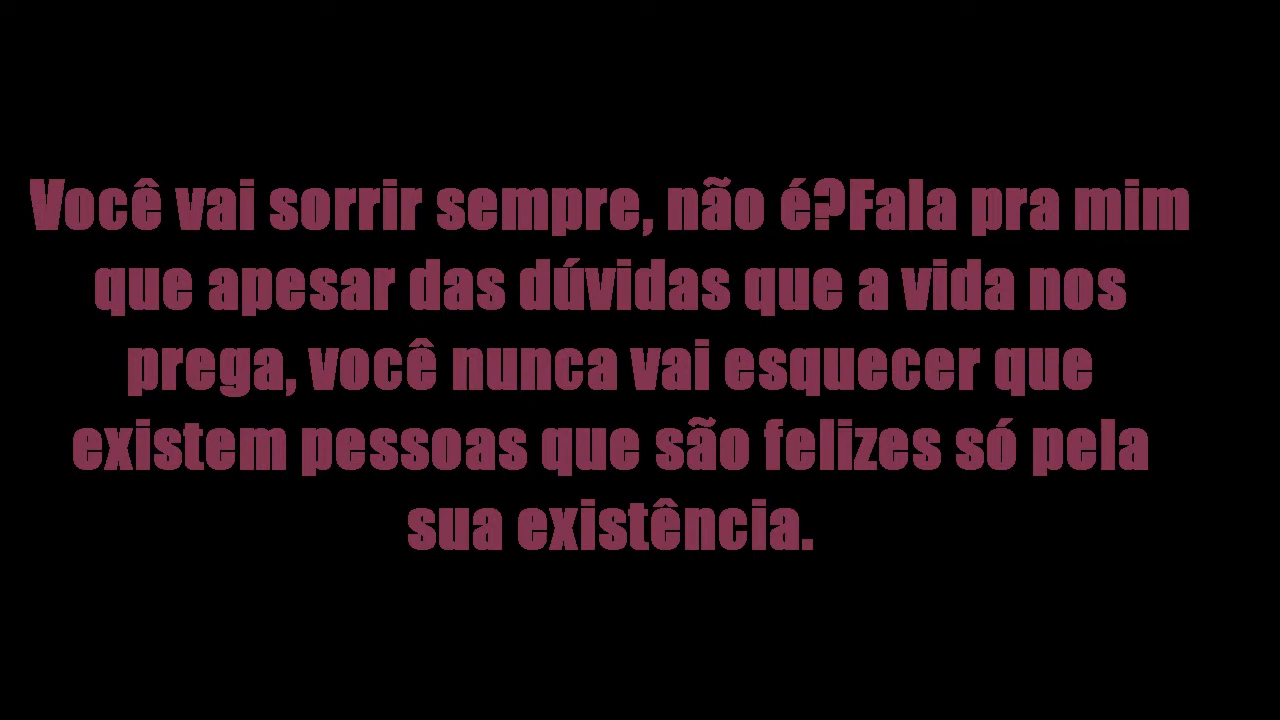 Você vai sorrir sempre, não é?Fala pra mim
que apesar das dúvidas que a vida nos
prega, você nunca vai esquecer que
existem pessoas que são felizes só pela
sua existência.